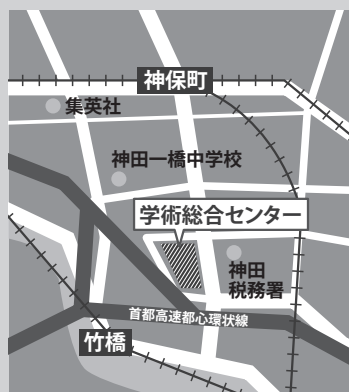 神保町
集英社
神田一橋中学校
学術総合センター
神田
税務署
首都高速都心環状線
竹橋